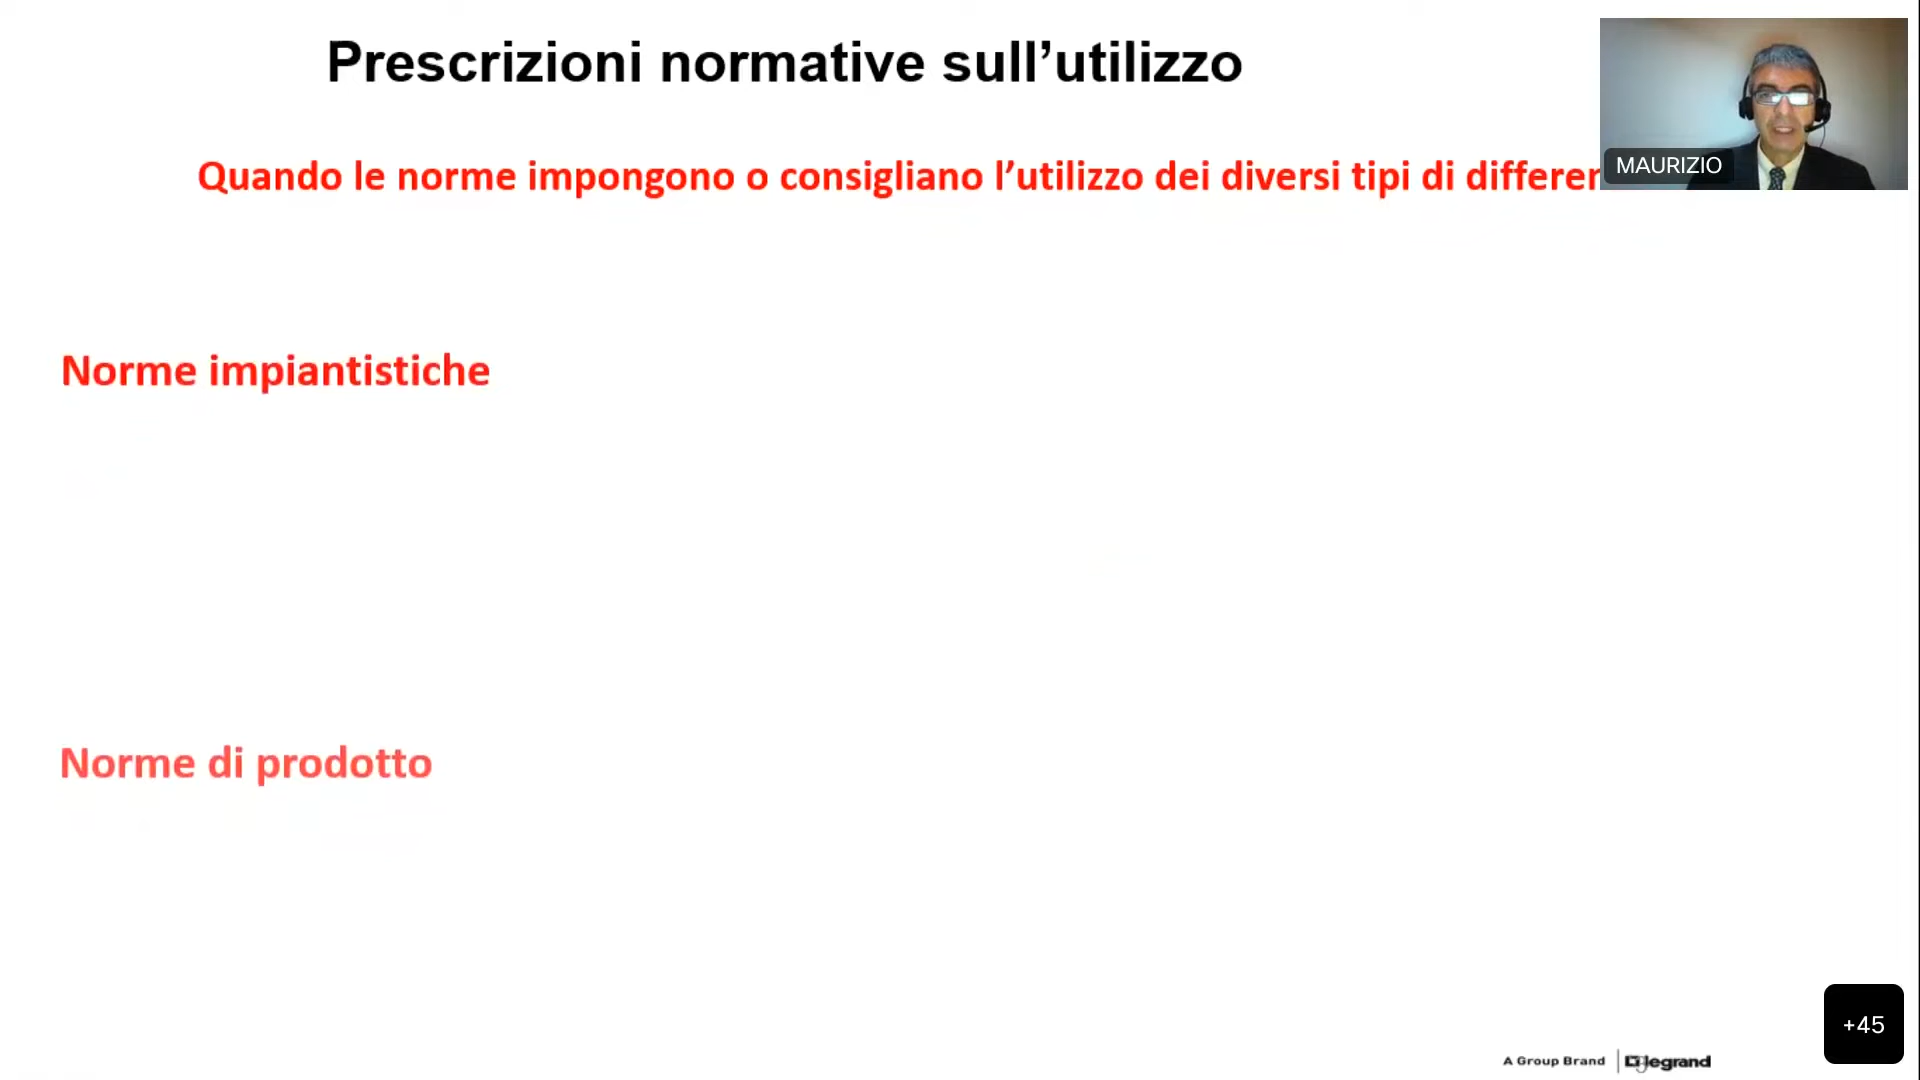 Prescrizioni normative sull’utilizzo
Quando le norme impongono o consigliano l’utilizzo dei diversi tipi di differen
MAURIZIO
Norme impiantistiche
Norme di prodotto
+45
A Group Brand legrand